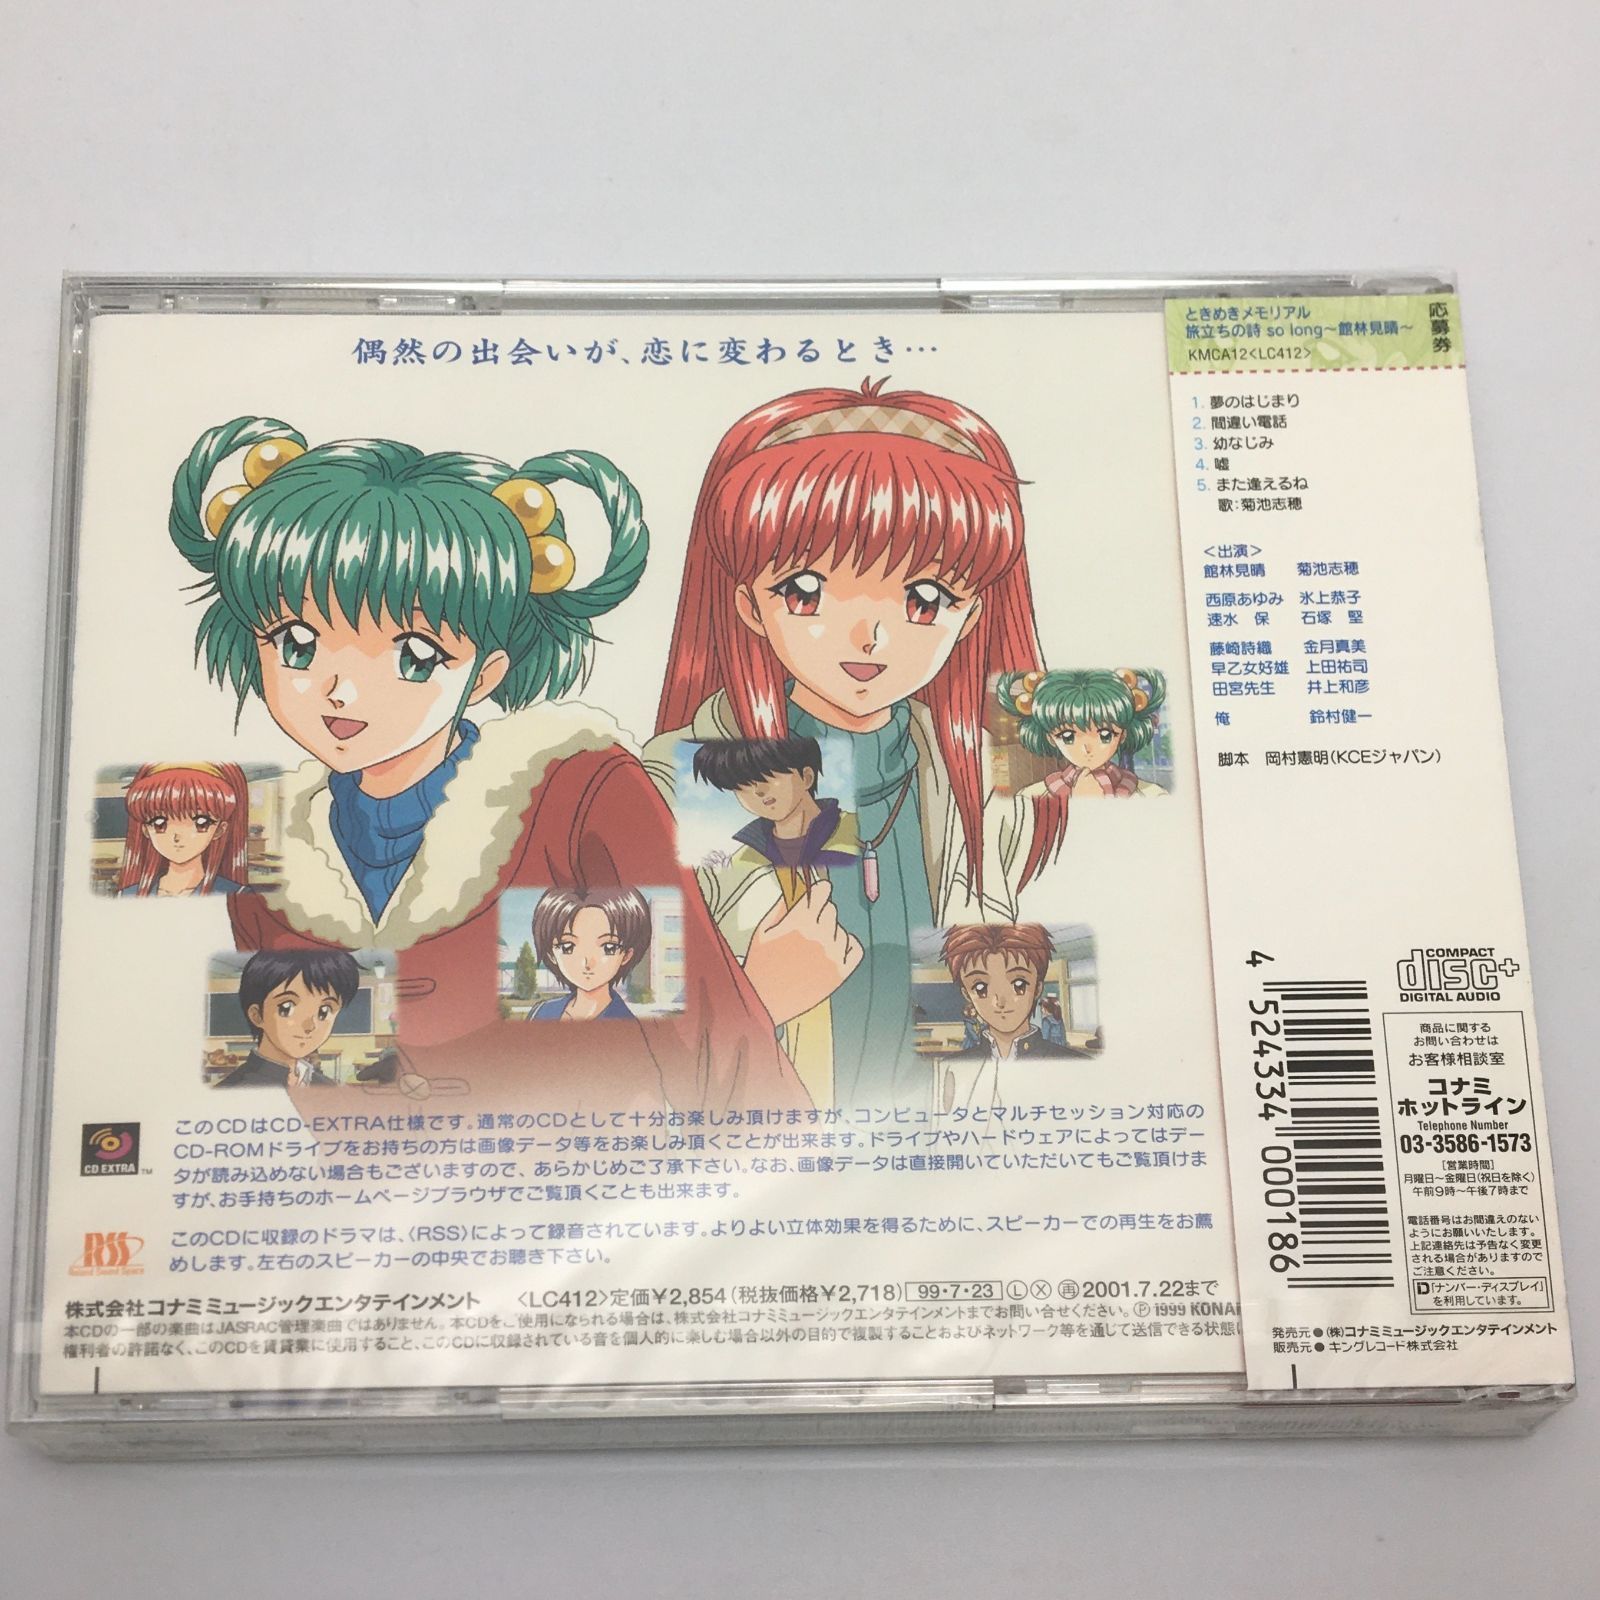 偶然の出会いが、恋に変わるとき…
このCDはCD-EXTRA仕様です。通常のCDとして十分お楽しみ頂けますが、コンピュータとマルチセッション対応の
CD-ROMドライブをお持ちの方は画像データ等をお楽しみ頂くことが出来ます。ドライブやハードウェアによってはデー
タが読み込めない場合もございますので、あらかじめご了承下さい。なお、画像データは直接開いていただいてもご覧頂けま
すが、お手持ちのホームページブラウザでご覧頂くことも出来ます。
CD EXTRA TM
このCDに収録のドラマは、〈RSS〉によって録音されています。よりよい立体効果を得るために、スピーカーでの再生をお薦
めします。左右のスピーカーの中央でお聴き下さい。
RSS
株式会社コナミミュージックエンタテインメント 〈LC412〉定価¥2,854(税抜価格¥2,718) 99・7・23 Ⓛ Ⓧ ㊢ 2001.7.22まで
本CDの一部の楽曲はJASRAC管理楽曲ではありません。本CDをご使用になられる場合は、株式会社コナミミュージックエンタテインメントまでお問い合せください。Ⓟ 1999 KONAMI
権利者の許諾なく、このCDを賃貸業に使用すること、このCDに収録されている音を個人的に楽しむ場合以外の目的で複製することおよびネットワーク等を通じて送信できる状態に
ときめきメモリアル
旅立ちの詩 so long～館林見晴～
KMCA12<LC412>
応募券
1. 夢のはじまり
2. 間違い電話
3. 幼なじみ
4. 嘘
5. また逢えるね
歌：菊池志穂
＜出演＞
館林見晴 菊池志穂
西原あゆみ 氷上恭子
速水 保 石塚 堅
藤崎詩織 金月真美
早乙女好雄 上田祐司
田宮先生 井上和彦
俺 鈴村健一
脚本 岡村憲明(KCEジャパン)
4 524334 000186
COMPACT
disc+
DIGITAL AUDIO
商品に関する
お問い合わせは
お客様相談室
コナミ
ホットライン
Telephone Number
03-3586-1573
[営業時間]
月曜日～金曜日(祝日を除く)
午前9時～午後7時まで
電話番号はお間違えのない
ようにお願いいたします。
上記連絡先は予告なく変更
される場合がありますので
ご注意ください。
D「ナンバー・ディスプレイ」
を利用しています。
発売元●(株)コナミミュージックエンタテインメント
販売元●キングレコード株式会社